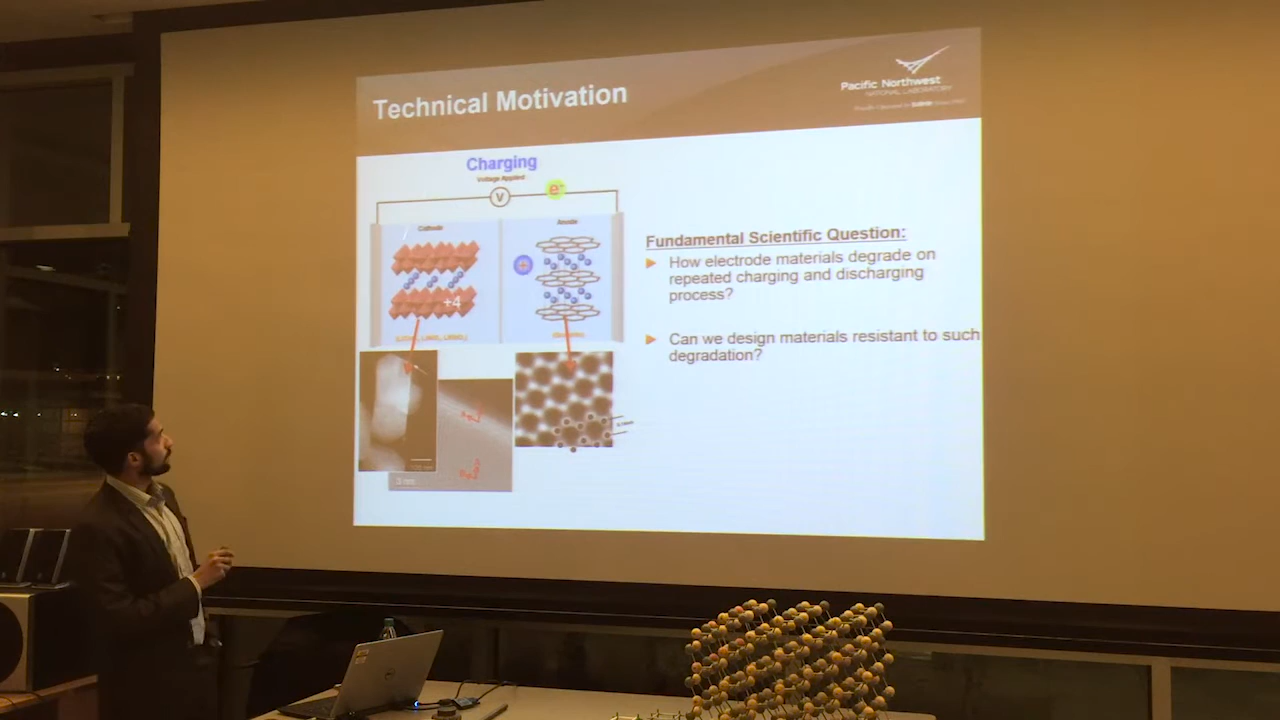 Technical Motivation
Pacific Northwest
NATIONAL LABORATORY
Charging
Voltage Applied
V
e-
Cathode
Anode
+
+4
Fundamental Scientific Question:
How electrode materials degrade on
repeated charging and discharging
process?
Can we design materials resistant to such
degradation?